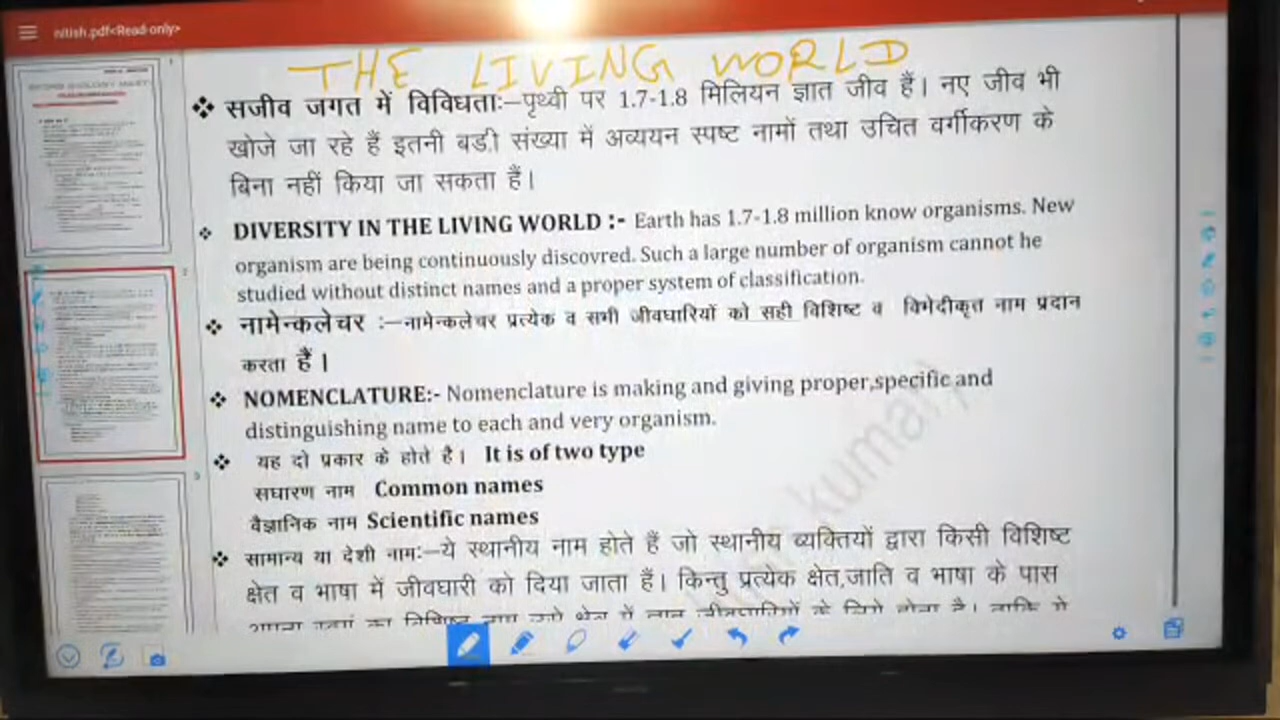 nitish.pdf<Read-only>
THE LIVING WORLD
❖ सजीव जगत में विविधताः–पृथ्वी पर 1.7-1.8 मिलियन ज्ञात जीव हैं। नए जीव भी
खोजे जा रहे हैं इतनी बड़ी संख्या में अव्ययन स्पष्ट नामों तथा उचित वर्गीकरण के
बिना नहीं किया जा सकता हैं।
❖ DIVERSITY IN THE LIVING WORLD :- Earth has 1.7-1.8 million know organisms. New
organism are being continuously discovred. Such a large number of organism cannot he
studied without distinct names and a proper system of classification.
❖ नामेन्कलेचर :–नामेन्कलेचर प्रत्येक व सभी जीवधारियों को सही विशिष्ट व विभेदीकृत नाम प्रदान
करता हैं।
❖ NOMENCLATURE:- Nomenclature is making and giving proper,specific and
distinguishing name to each and very organism.
❖ यह दो प्रकार के होते है। It is of two type
सधारण नाम Common names
वैज्ञानिक नाम Scientific names
❖ सामान्य या देशी नामः–ये स्थानीय नाम होते हैं जो स्थानीय व्यक्तियों द्वारा किसी विशिष्ट
क्षेत व भाषा में जीवधारी को दिया जाता हैं। किन्तु प्रत्येक क्षेत,जाति व भाषा के पास
kumar